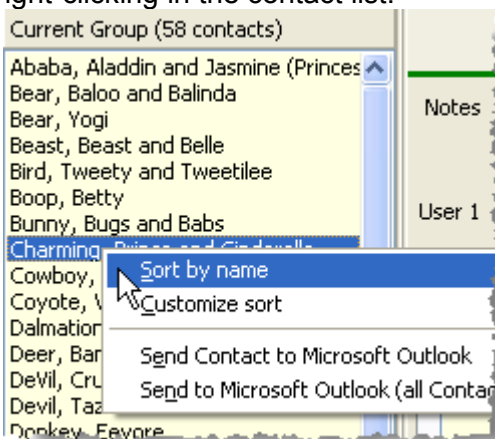 ight-clicking in the contact list.
Current Group (58 contacts)
Ababa, Aladdin and Jasmine (Princes
Bear, Baloo and Balinda
Bear, Yogi
Beast, Beast and Belle
Bird, Tweety and Tweetilee
Boop, Betty
Bunny, Bugs and Babs
Charming, Prince and Cinderella
Cowboy,
Coyote,
Dalmation
Deer, Bar
DeVil, Cru
Devil, Taz
Donkey, Eeyore
Notes
User 1
Sort by name
Customize sort
Send Contact to Microsoft Outlook
Send to Microsoft Outlook (all Contac